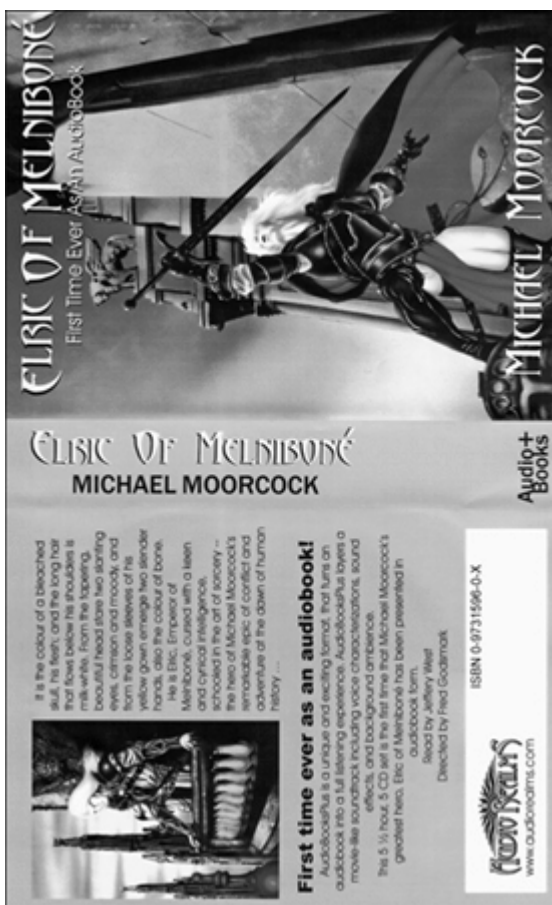 ELRIC OF MELNIBONÉ
First Time Ever As An AudioBook
MICHAEL MOORCOCK
ELRIC OF MELNIBONÉ
MICHAEL MOORCOCK
Audio+
Books
It is the colour of a bleached
skull, his flesh, and the long hair
that flows below his shoulders is
milk-white. From the tapering,
beautiful head stare two slanting
eyes, crimson and moody, and
from the loose sleeves of his
yellow gown emerge two slender
hands, also the colour of bone.
He is Elric, Emperor of
Melniboné, cursed with a keen
and cynical intelligence,
schooled in the art of sorcery --
the hero of Michael Moorcock's
remarkable epic of conflict and
adventure at the dawn of human
history ...
First time ever as an audiobook!
AudioBooksPlus is a unique and exciting format, that turns an
audiobook into a full listening experience. AudioBooksPlus layers a
movie-like soundtrack including voice characterizations, sound
effects, and background ambience.
This 5 ½ hour, 5 CD set is the first time that Michael Moorcock's
greatest hero, Elric of Melniboné has been presented in
audiobook form.
Read by Jeffery West
Directed by Fred Godsmark
AUDIO REALMS
www.audiorealms.com
ISBN 0-9731596-0-X